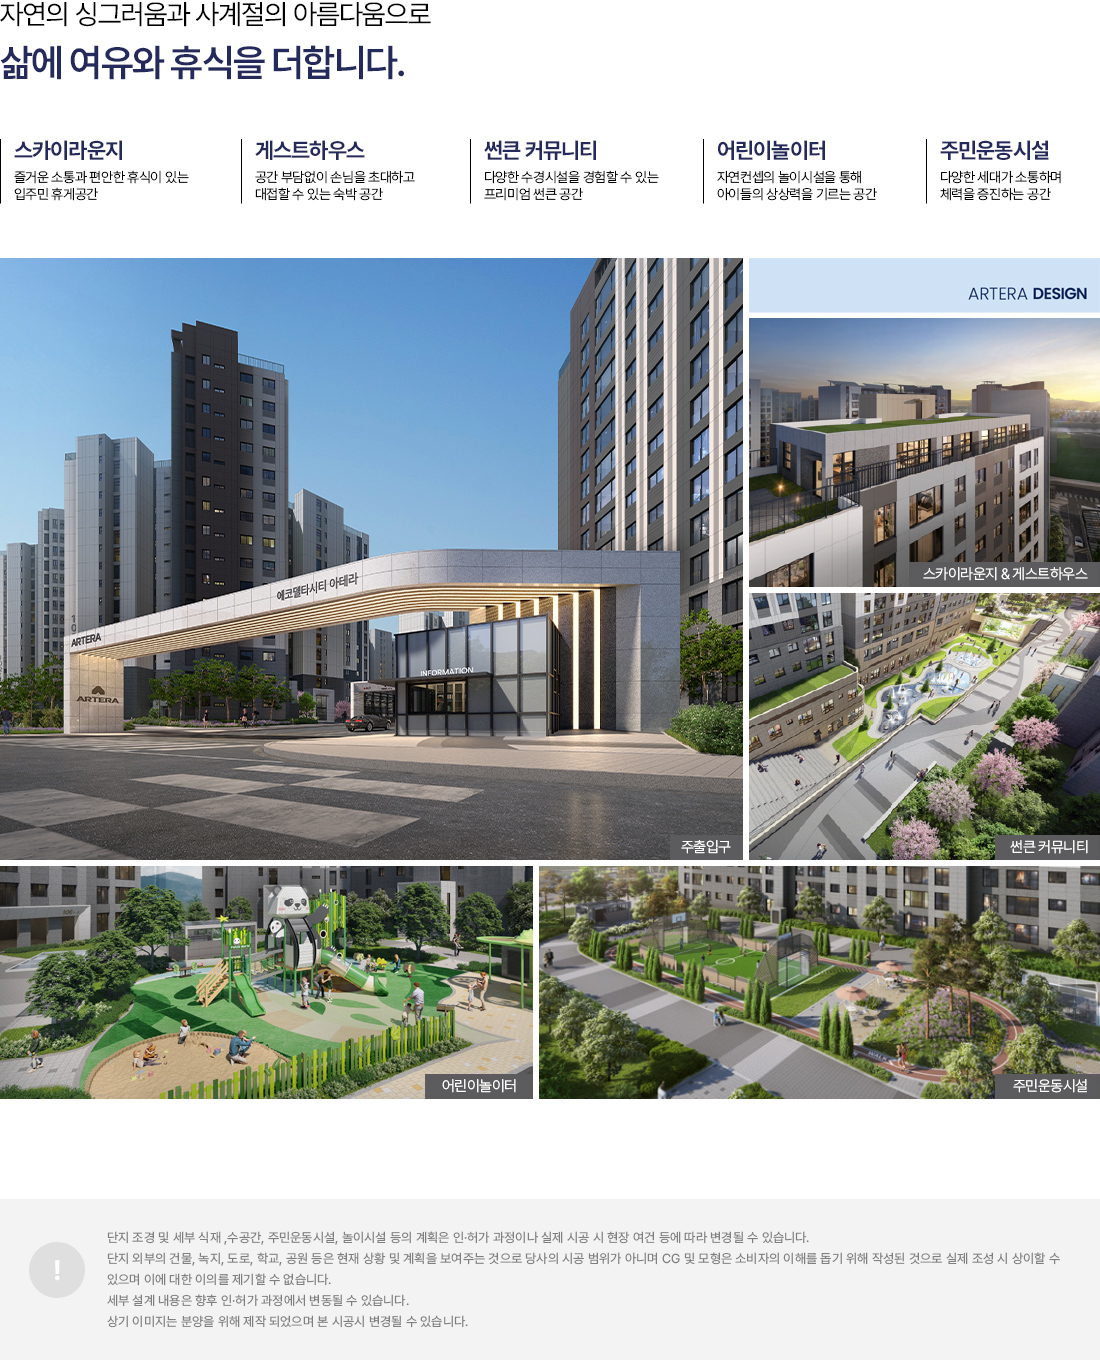 자연의 싱그러움과 사계절의 아름다움으로
삶에 여유와 휴식을 더합니다.
스카이라운지
즐거운 소통과 편안한 휴식이 있는
입주민 휴게공간
게스트하우스
공간 부담없이 손님을 초대하고
대접할 수 있는 숙박 공간
썬큰 커뮤니티
다양한 수경시설을 경험할 수 있는
프리미엄 썬큰 공간
어린이놀이터
자연컨셉의 놀이시설을 통해
아이들의 상상력을 기르는 공간
주민운동시설
다양한 세대가 소통하며
체력을 증진하는 공간
ARTERA DESIGN
에코델타시티 아테라
ARTERA
ARTERA
INFORMATION
주출입구
스카이라운지 & 게스트하우스
썬큰 커뮤니티
어린이놀이터
주민운동시설
!
단지 조경 및 세부 식재 ,수공간, 주민운동시설, 놀이시설 등의 계획은 인·허가 과정이나 실제 시공 시 현장 여건 등에 따라 변경될 수 있습니다.
단지 외부의 건물, 녹지, 도로, 학교, 공원 등은 현재 상황 및 계획을 보여주는 것으로 당사의 시공 범위가 아니며 CG 및 모형은 소비자의 이해를 돕기 위해 작성된 것으로 실제 조성 시 상이할 수
있으며 이에 대한 이의를 제기할 수 없습니다.
세부 설계 내용은 향후 인·허가 과정에서 변동될 수 있습니다.
상기 이미지는 분양을 위해 제작 되었으며 본 시공시 변경될 수 있습니다.